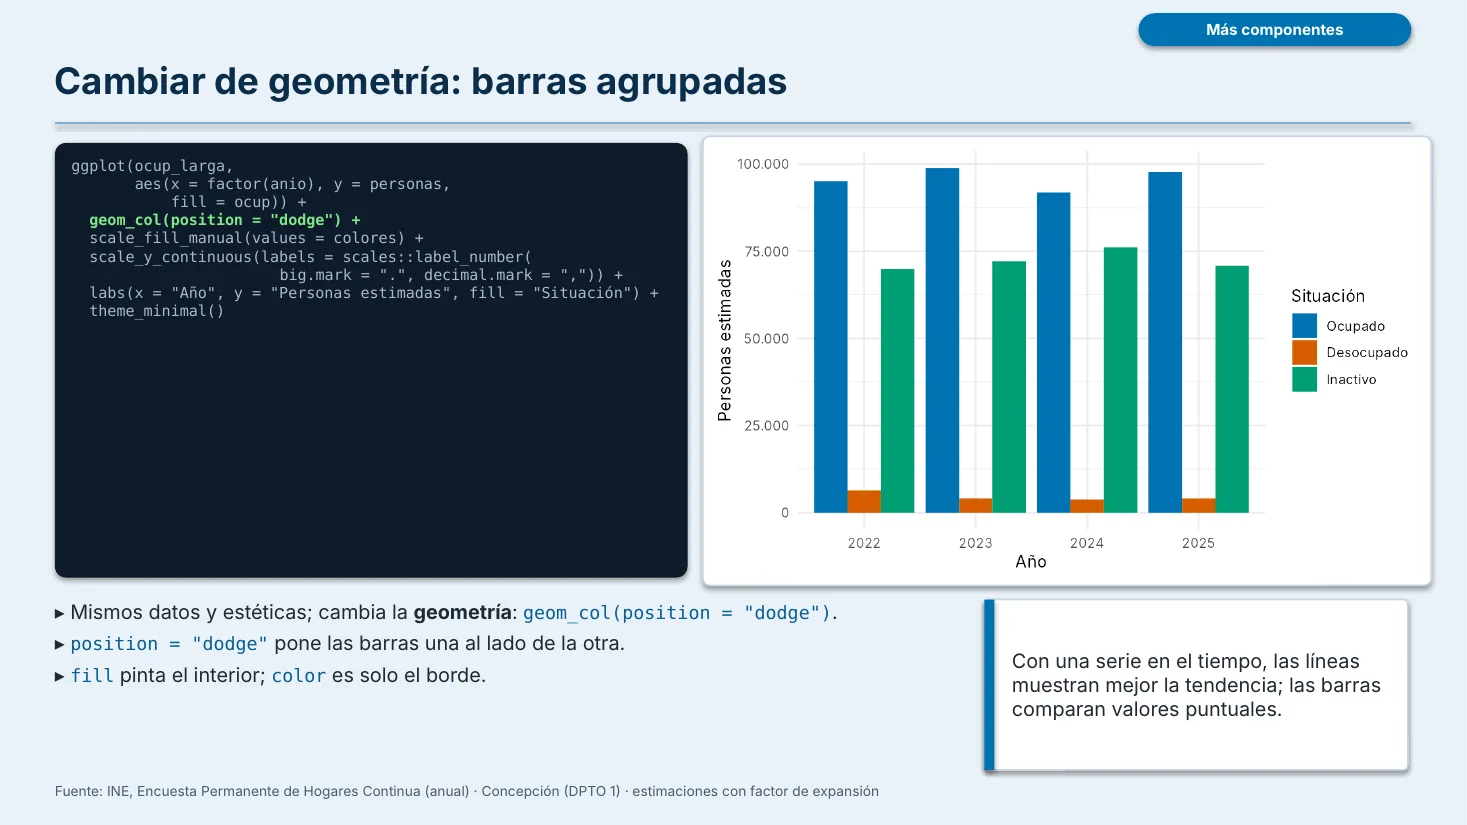 Más componentes
Cambiar de geometría: barras agrupadas
ggplot(ocup_larga,
       aes(x = factor(anio), y = personas,
           fill = ocup)) +
  geom_col(position = "dodge") +
  scale_fill_manual(values = colores) +
  scale_y_continuous(labels = scales::label_number(
                       big.mark = ".", decimal.mark = ",")) +
  labs(x = "Año", y = "Personas estimadas", fill = "Situación") +
  theme_minimal()
Personas estimadas
100.000
75.000
50.000
25.000
0
2022 2023 2024 2025
Año
Situación
Ocupado
Desocupado
Inactivo
▸ Mismos datos y estéticas; cambia la geometría: geom_col(position = "dodge").
▸ position = "dodge" pone las barras una al lado de la otra.
▸ fill pinta el interior; color es solo el borde.
Con una serie en el tiempo, las líneas
muestran mejor la tendencia; las barras
comparan valores puntuales.
Fuente: INE, Encuesta Permanente de Hogares Continua (anual) · Concepción (DPTO 1) · estimaciones con factor de expansión